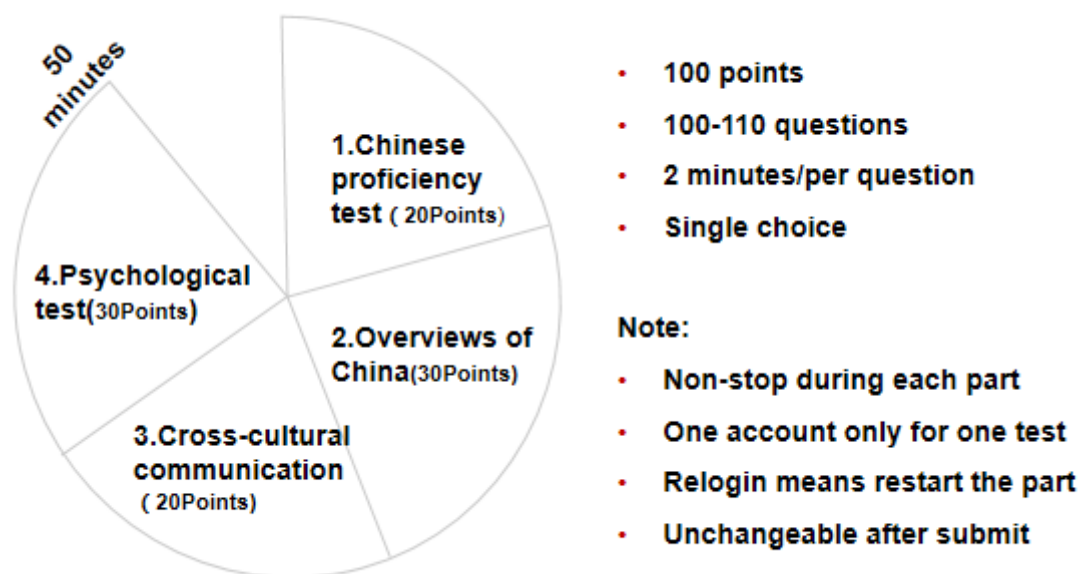 50
minutes
1.Chinese
proficiency
test ( 20Points)
2.Overviews of
China(30Points)
3.Cross-cultural
communication
( 20Points)
4.Psychological
test(30Points)
• 100 points
• 100-110 questions
• 2 minutes/per question
• Single choice
Note:
• Non-stop during each part
• One account only for one test
• Relogin means restart the part
• Unchangeable after submit